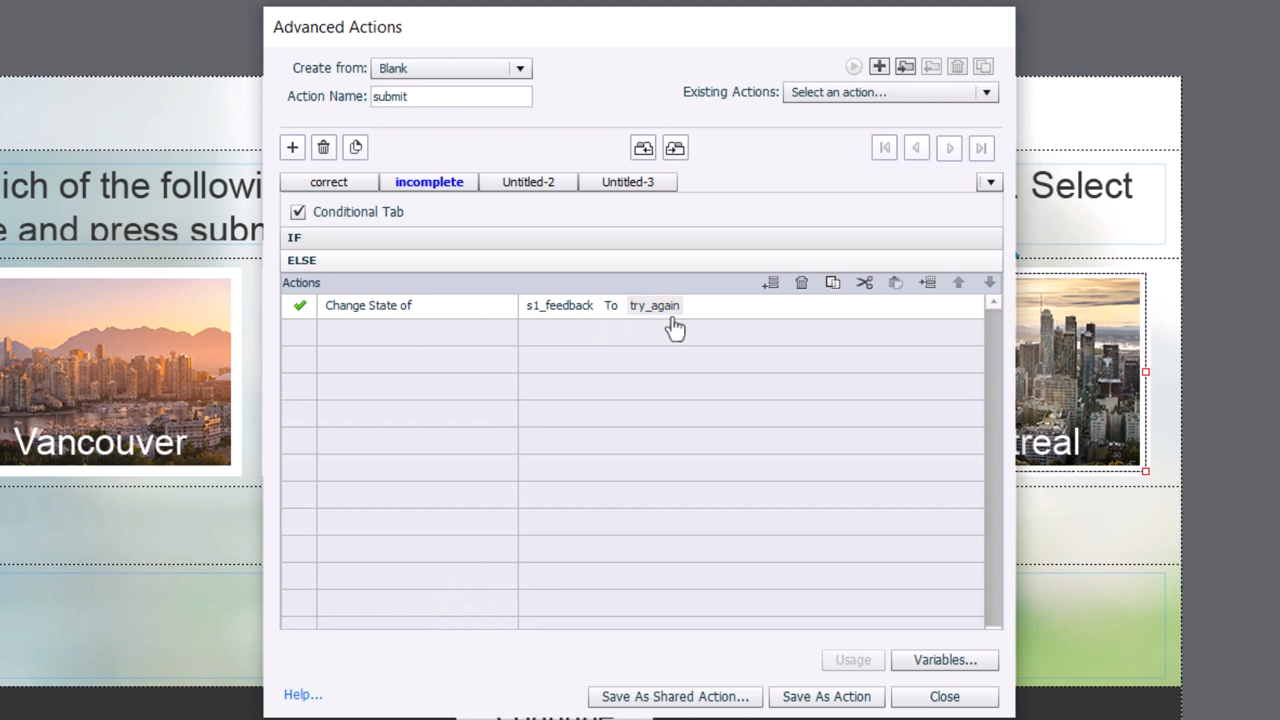 Advanced Actions
Create from: Blank
Action Name: submit
Existing Actions: Select an action...
correct incomplete Untitled-2 Untitled-3
Conditional Tab
IF
ELSE
Actions
Change State of s1_feedback To try_again
Usage Variables...
Help...
Save As Shared Action... Save As Action Close
ich of the followi . Select
e and press subm
Vancouver
treal